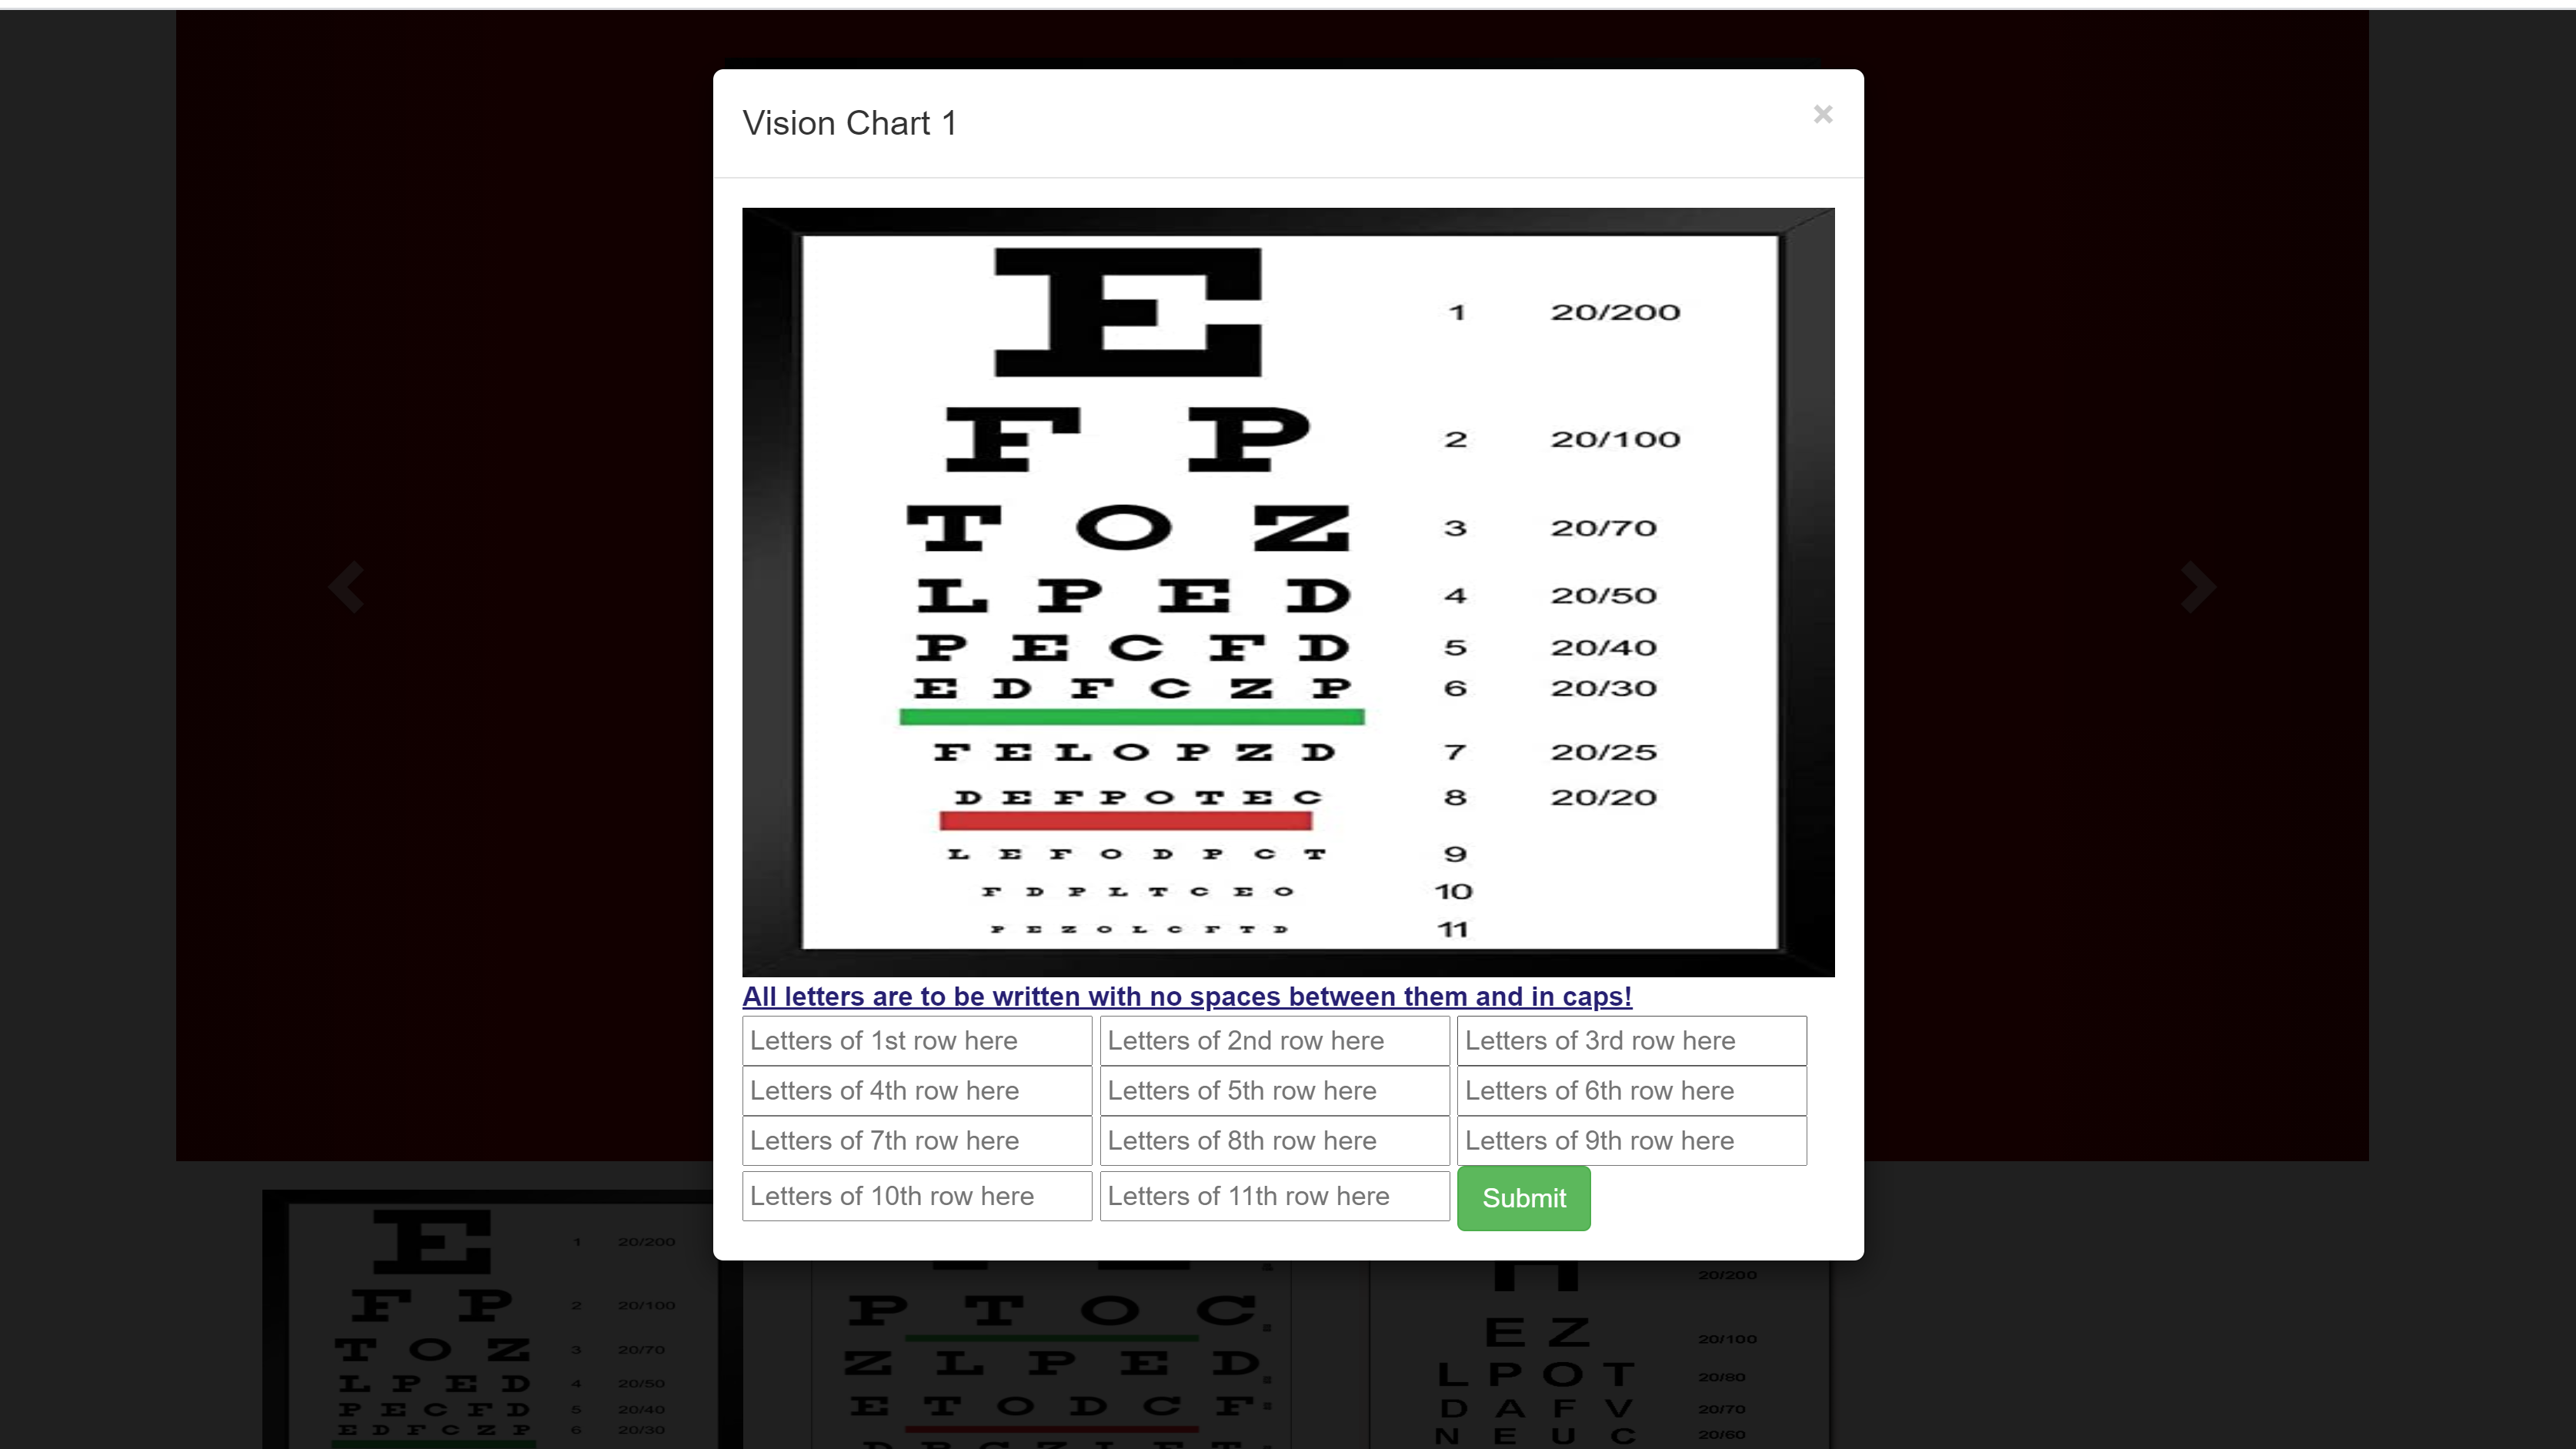 Vision Chart 1 ×
E 1 20/200
F P 2 20/100
T O Z 3 20/70
L P E D 4 20/50
P E C F D 5 20/40
E D F C Z P 6 20/30
F E L O P Z D 7 20/25
D E F P O T E C 8 20/20
L E F O D P C T 9
F D P L T C E O 10
P E Z O L C F T D 11
All letters are to be written with no spaces between them and in caps!
Letters of 1st row here Letters of 2nd row here Letters of 3rd row here
Letters of 4th row here Letters of 5th row here Letters of 6th row here
Letters of 7th row here Letters of 8th row here Letters of 9th row here
Letters of 10th row here Letters of 11th row here Submit
E 1 20/200
F P 2 20/100
T O Z 3 20/70
L P E D 4 20/50
P E C F D 5 20/40
E D F C Z P 6 20/30
P T O C
Z L P E D
E T O D C F
20/200
E Z 20/100
L P O T 20/80
D A F V 20/70
N E U C 20/60